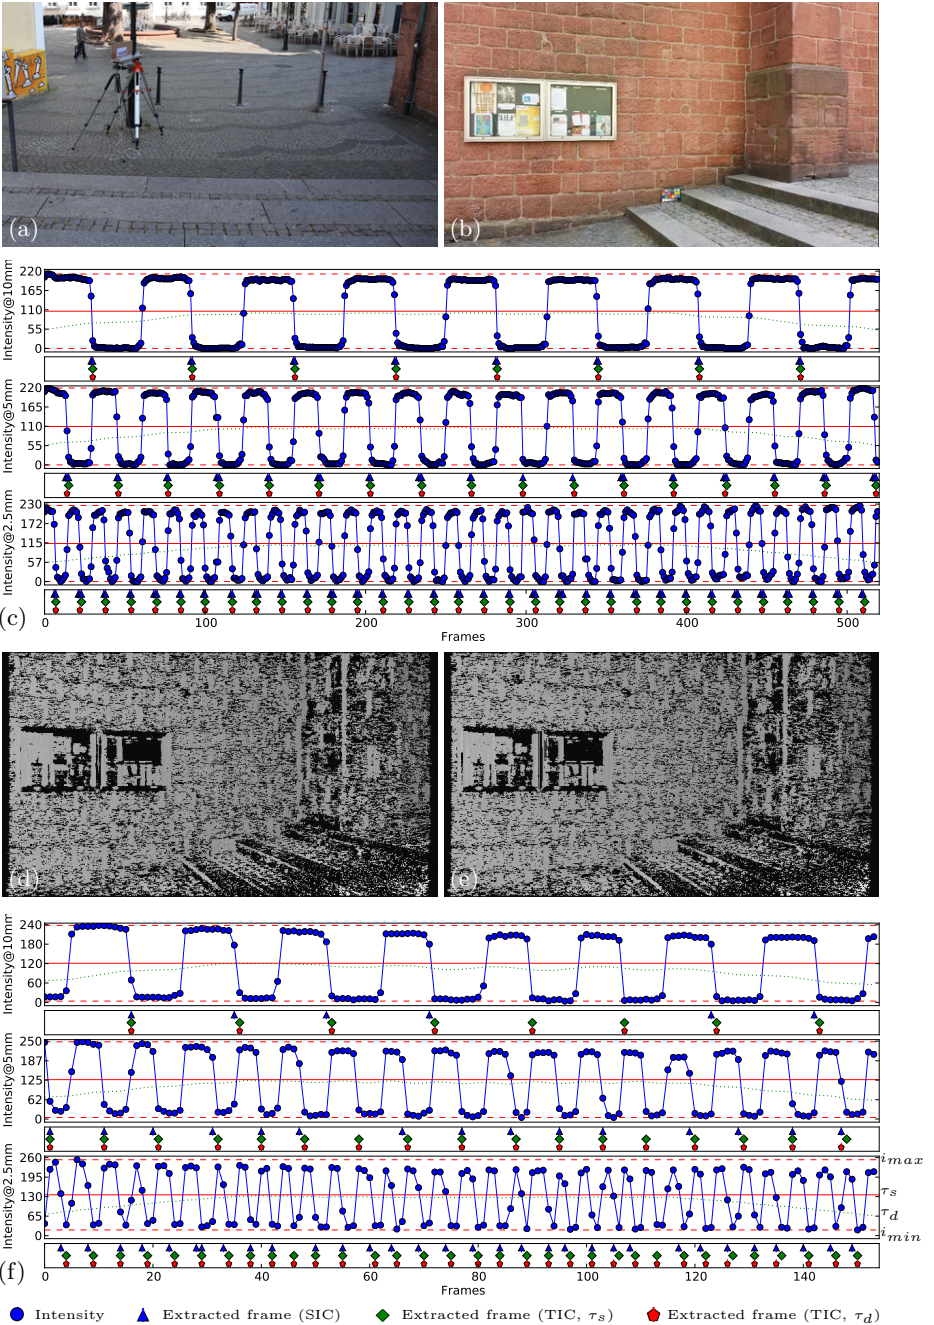 (a)
(b)
Intensity@10mm
220
165
110
55
0
Intensity@5mm
220
165
110
55
0
Intensity@2.5mm
230
172
115
57
0
(c)
0 100 200 300 400 500
Frames
(d)
(e)
Intensity@10mm
240
180
120
60
0
Intensity@5mm
250
187
125
62
0
Intensity@2.5mm
260
195
130
65
0
i_max
τ_s
τ_d
i_min
(f)
0 20 40 60 80 100 120 140
Frames
Intensity Extracted frame (SIC) Extracted frame (TIC, τ_s) Extracted frame (TIC, τ_d)